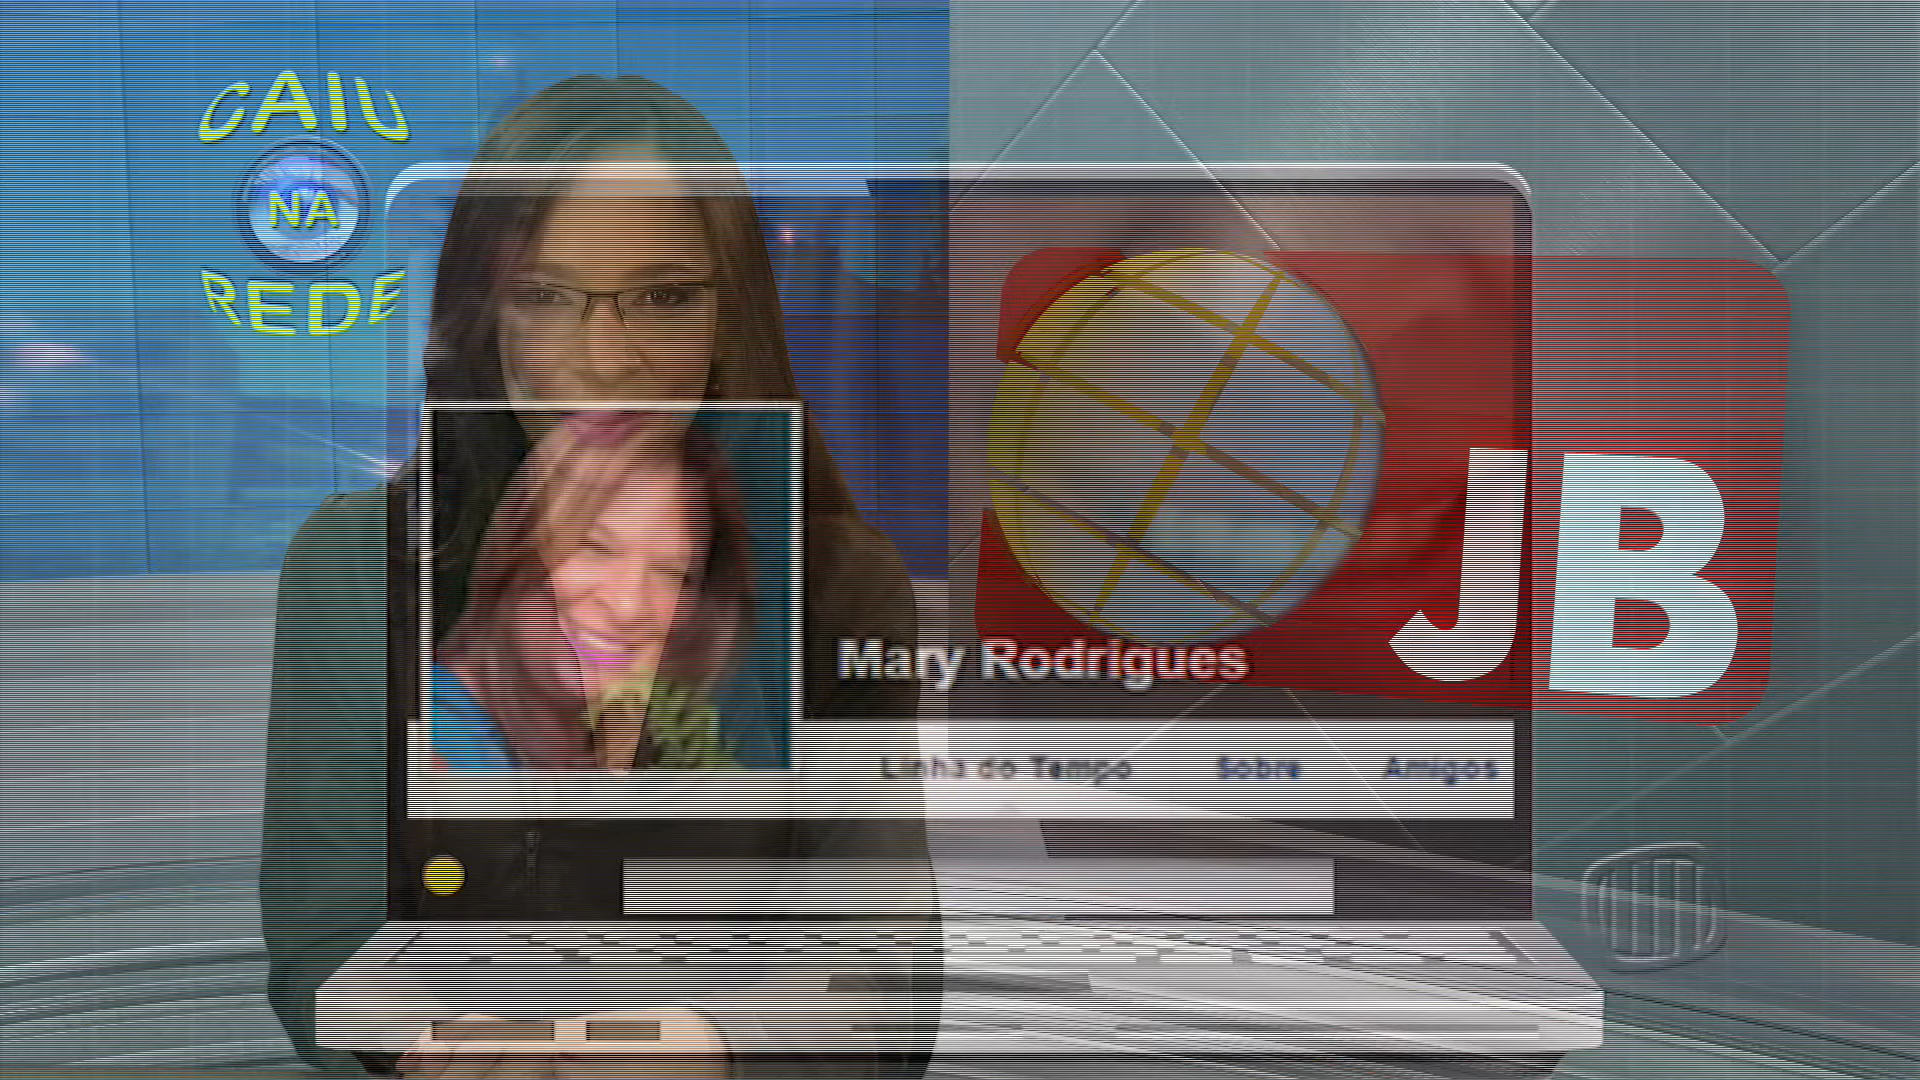 CAIU
NA
REDE
JB
Mary Rodrigues
Linha do Tempo
Sobre
Amigos